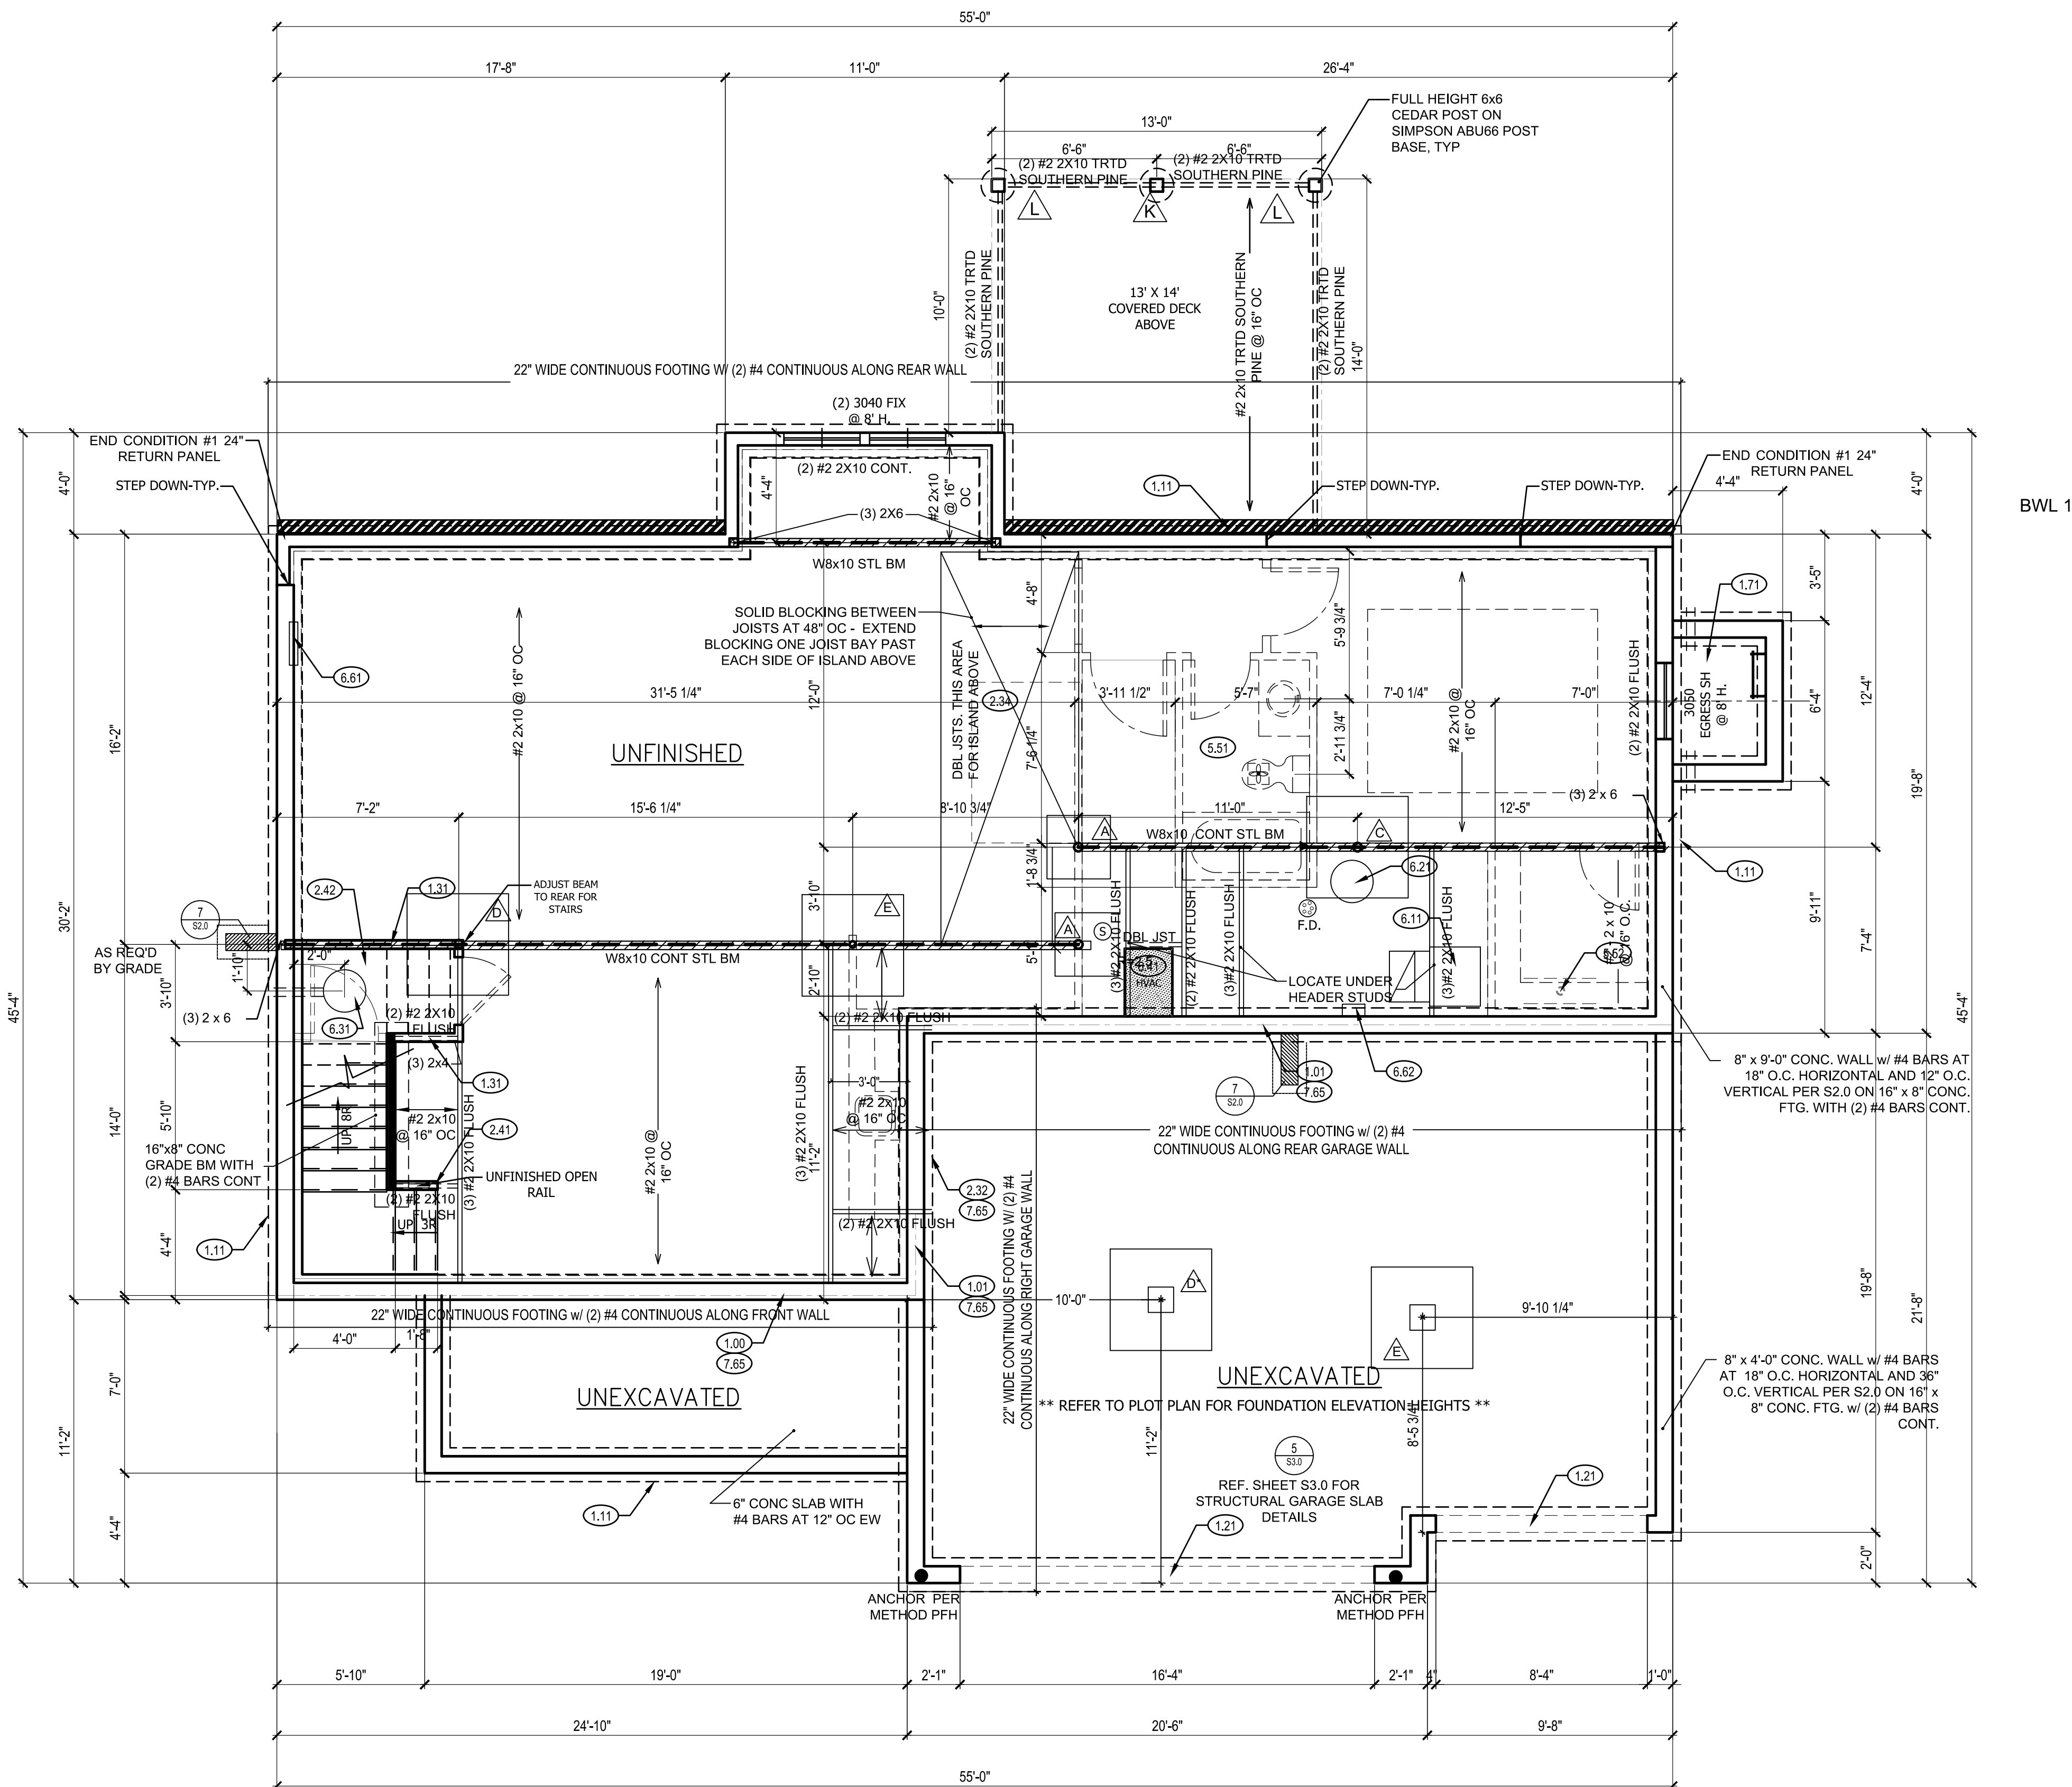 55'-0"
17'-8"
11'-0"
26'-4"
FULL HEIGHT 6x6
CEDAR POST ON
SIMPSON ABU66 POST
BASE, TYP
13'-0"
6'-6"
6'-6"
(2) #2 2X10 TRTD
SOUTHERN PINE
(2) #2 2X10 TRTD
SOUTHERN PINE
L
K
L
10'-0"
(2) #2 2X10 TRTD
SOUTHERN PINE
13' X 14'
COVERED DECK
ABOVE
#2 2x10 TRTD SOUTHERN
PINE @ 16" OC
(2) #2 2X10 TRTD
SOUTHERN PINE
14'-0"
22" WIDE CONTINUOUS FOOTING W/ (2) #4 CONTINUOUS ALONG REAR WALL
(2) 3040 FIX
@ 8' H.
END CONDITION #1 24"
RETURN PANEL
STEP DOWN-TYP.
4'-0"
(2) #2 2X10 CONT.
4'-4"
#2 2x10
@ 16"
OC
(3) 2X6
1.11
STEP DOWN-TYP.
STEP DOWN-TYP.
END CONDITION #1 24"
RETURN PANEL
4'-4"
4'-0"
BWL 1
W8x10 STL BM
SOLID BLOCKING BETWEEN
JOISTS AT 48" OC - EXTEND
BLOCKING ONE JOIST BAY PAST
EACH SIDE OF ISLAND ABOVE
4'-8"
5'-9 3/4"
1.71
3'-5"
6.61
#2 2x10 @ 16" OC
31'-5 1/4"
12'-0"
DBL JSTS. THIS AREA
FOR ISLAND ABOVE
2.34
3'-11 1/2"
5'-7"
7'-0 1/4"
7'-0"
#2 2x10 @
16" OC
(2) #2 2X10 FLUSH
3050
EGRESS SH
@ 8' H.
6'-4"
12'-4"
16'-2"
UNFINISHED
7'-6 1/4"
5.51
2'-11 3/4"
19'-8"
7'-2"
15'-6 1/4"
8'-10 3/4"
11'-0"
12'-5"
(3) 2 x 6
A
W8x10 CONT STL BM
C
1'-8 3/4"
6.21
1.11
2.42
1.31
ADJUST BEAM
TO REAR FOR
STAIRS
D
3'-10"
E
7
S2.0
AS REQ'D
BY GRADE
30'-2"
45'-4"
2'-0"
1'-10"
3'-10"
W8x10 CONT STL BM
2'-10"
5'-1"
A
S
DBL JST
(3)#2 2X10 FLUSH
(2) #2 2X10 FLUSH
(3)#2 2X10 FLUSH
HVAC
F.D.
6.11
(3)#2 2X10 FLUSH
LOCATE UNDER
HEADER STUDS
@ 16" O.C.
9'-11"
7'-4"
45'-4"
(3) 2 x 6
6.31
(2) #2 2X10
FLUSH
(3) 2x4
1.31
(2) #2 2X10 FLUSH
3'-0"
#2 2x10
@ 16" OC
7
S2.0
1.01
7.65
6.62
8" x 9'-0" CONC. WALL w/ #4 BARS AT
18" O.C. HORIZONTAL AND 12" O.C.
VERTICAL PER S2.0 ON 16" x 8" CONC.
FTG. WITH (2) #4 BARS CONT.
14'-0"
5'-10"
UP 8R
#2 2x10
@ 16" OC
2.41
(3) #2 2X10 FLUSH
#2 2x10 @
16" OC
(3) #2 2X10 FLUSH
11'-2"
22" WIDE CONTINUOUS FOOTING w/ (2) #4
CONTINUOUS ALONG REAR GARAGE WALL
16"x8" CONC
GRADE BM WITH
(2) #4 BARS CONT
UNFINISHED OPEN
RAIL
(2) #2 2X10
FLUSH
UP 3R
2.32
7.65
(2) #2 2X10 FLUSH
22" WIDE CONTINUOUS FOOTING W/ (2) #4
CONTINUOUS ALONG RIGHT GARAGE WALL
1.11
4'-4"
1.01
7.65
D*
10'-0"
9'-10 1/4"
19'-8"
21'-8"
22" WIDE CONTINUOUS FOOTING w/ (2) #4 CONTINUOUS ALONG FRONT WALL
4'-0"
1'-8"
1.00
7.65
E
7'-0"
UNEXCAVATED
UNEXCAVATED
** REFER TO PLOT PLAN FOR FOUNDATION ELEVATION HEIGHTS **
8" x 4'-0" CONC. WALL w/ #4 BARS
AT 18" O.C. HORIZONTAL AND 36"
O.C. VERTICAL PER S2.0 ON 16" x
8" CONC. FTG. w/ (2) #4 BARS
CONT.
11'-2"
11'-2"
8'-5 3/4"
5
S3.0
REF. SHEET S3.0 FOR
STRUCTURAL GARAGE SLAB
DETAILS
1.21
6" CONC SLAB WITH
#4 BARS AT 12" OC EW
1.11
4'-4"
1.21
2'-0"
ANCHOR PER
METHOD PFH
ANCHOR PER
METHOD PFH
5'-10"
19'-0"
2'-1"
16'-4"
2'-1"
4"
8'-4"
1'-0"
24'-10"
20'-6"
9'-8"
55'-0"